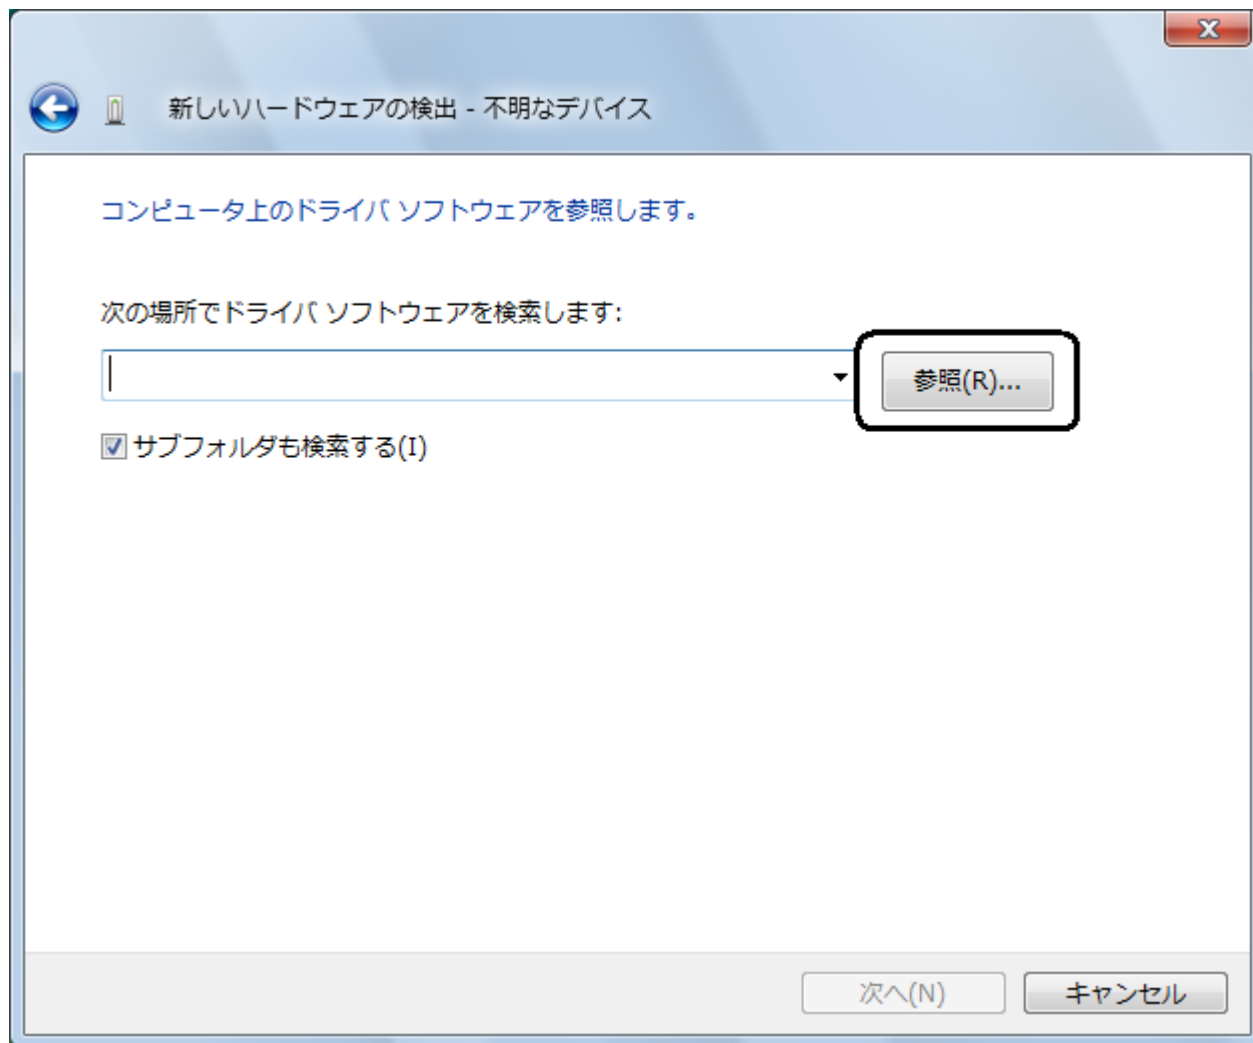 新しいハードウェアの検出 - 不明なデバイス
コンピュータ上のドライバ ソフトウェアを参照します。
次の場所でドライバ ソフトウェアを検索します:
参照(R)...
サブフォルダも検索する(I)
次へ(N)
キャンセル